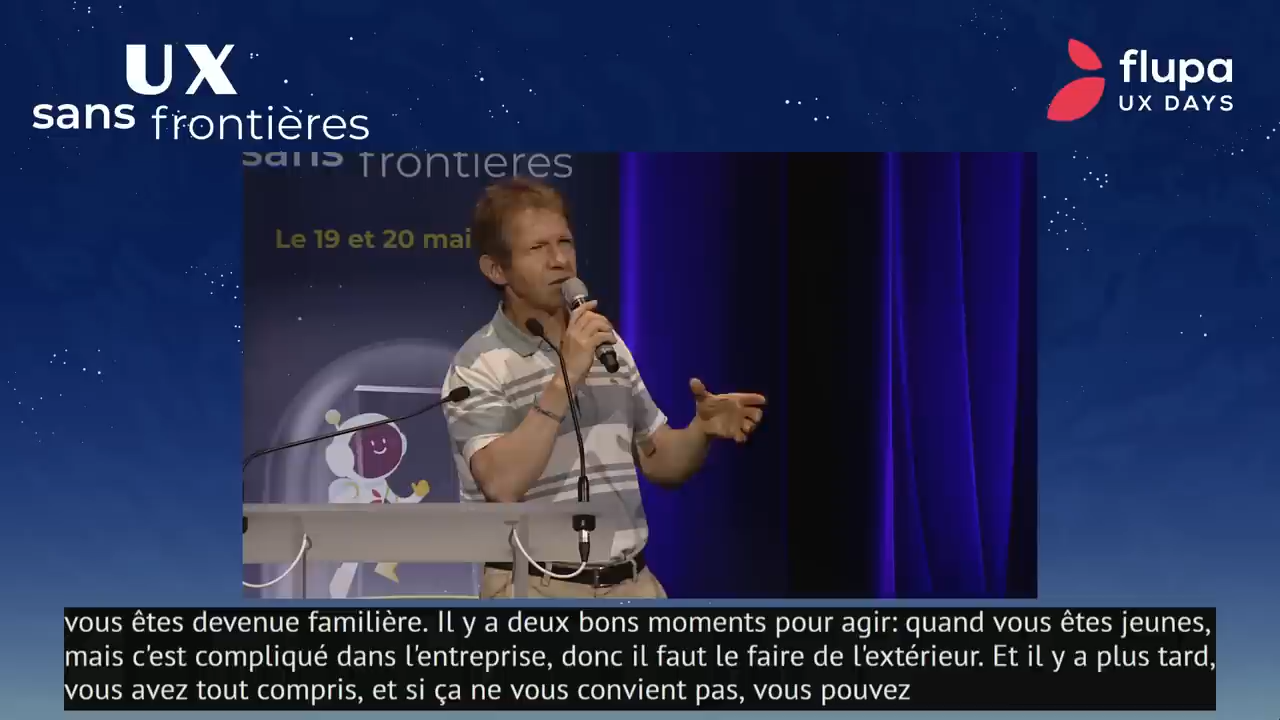 UX
sans frontières
flupa
UX DAYS
sans frontières
Le 19 et 20 mai
vous êtes devenue familière. Il y a deux bons moments pour agir: quand vous êtes jeunes,
mais c'est compliqué dans l'entreprise, donc il faut le faire de l'extérieur. Et il y a plus tard,
vous avez tout compris, et si ça ne vous convient pas, vous pouvez